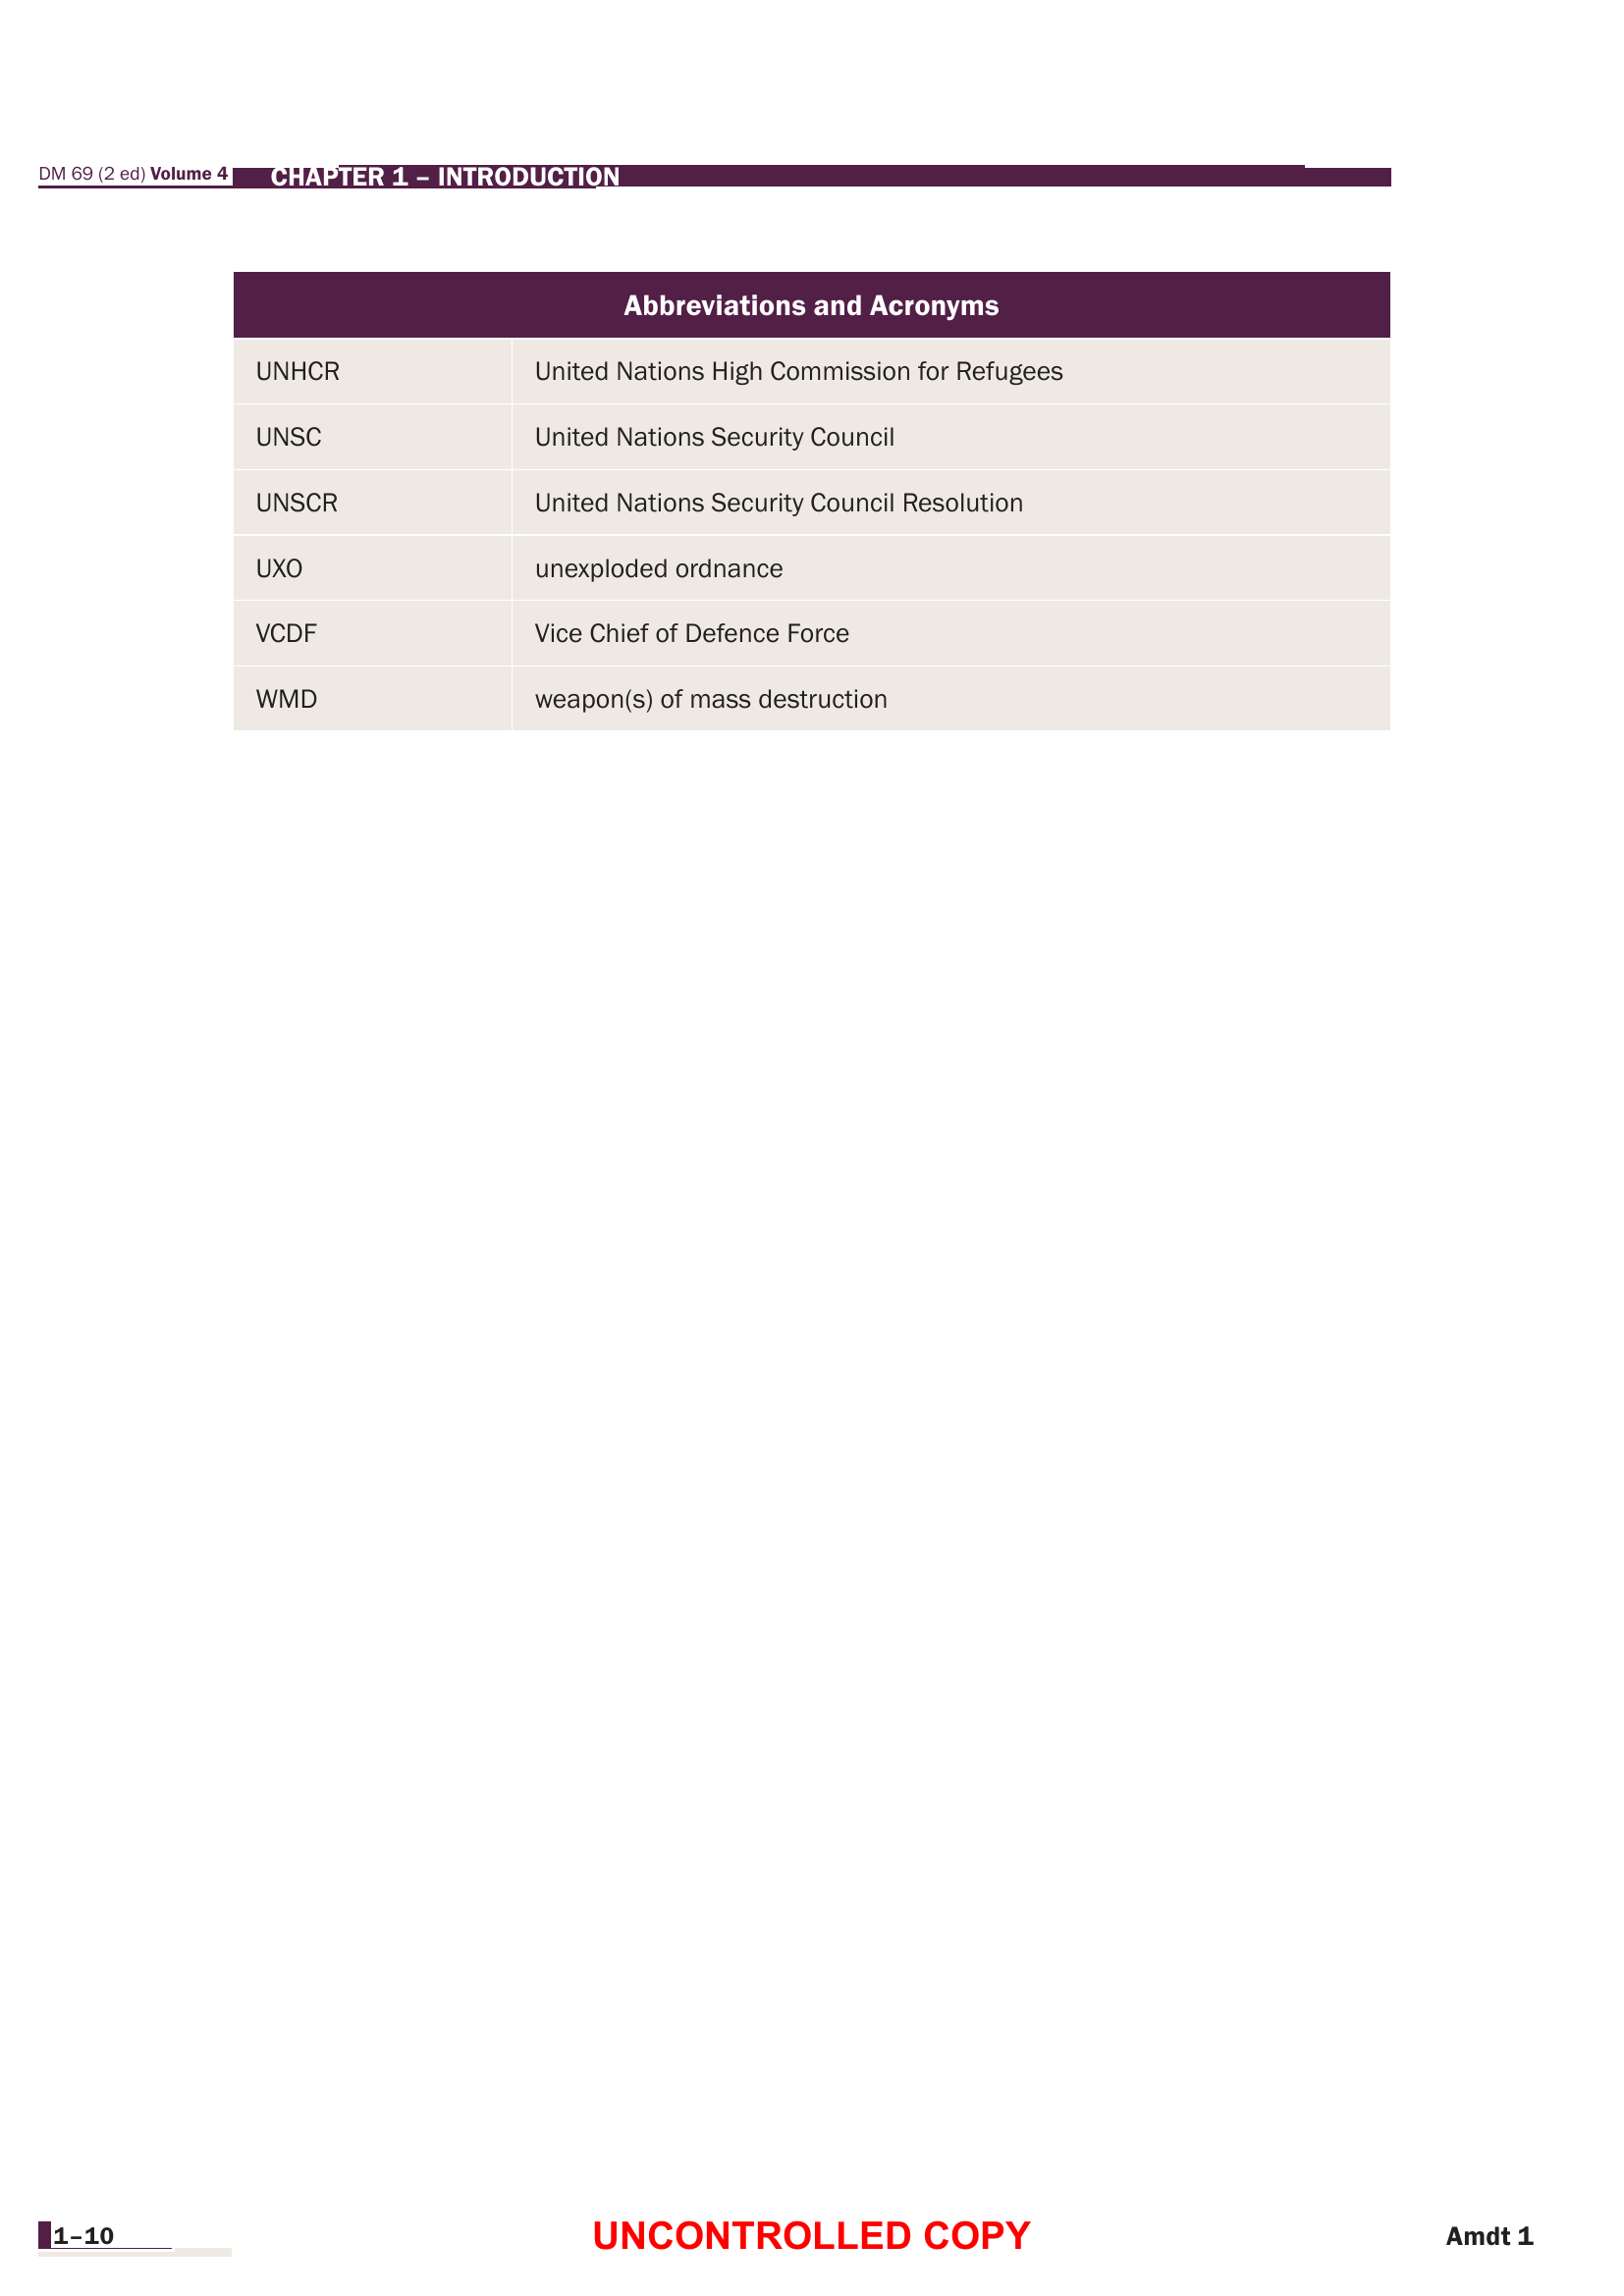 DM 69 (2 ed) Volume 4 CHAPTER 1 – INTRODUCTION
Abbreviations and Acronyms
UNHCR United Nations High Commission for Refugees
UNSC United Nations Security Council
UNSCR United Nations Security Council Resolution
UXO unexploded ordnance
VCDF Vice Chief of Defence Force
WMD weapon(s) of mass destruction
1–10 UNCONTROLLED COPY Amdt 1